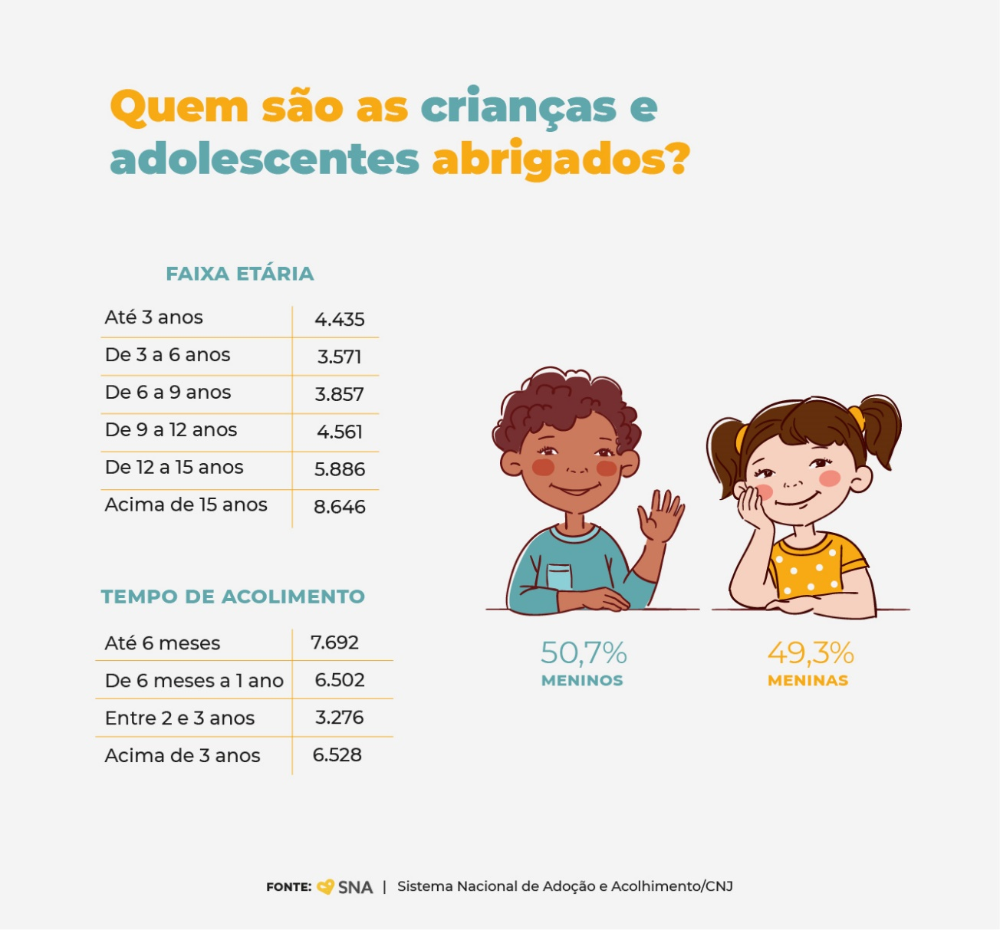 Quem são as crianças e
adolescentes abrigados?
FAIXA ETÁRIA
Até 3 anos 4.435
De 3 a 6 anos 3.571
De 6 a 9 anos 3.857
De 9 a 12 anos 4.561
De 12 a 15 anos 5.886
Acima de 15 anos 8.646
TEMPO DE ACOLIMENTO
Até 6 meses 7.692
De 6 meses a 1 ano 6.502
Entre 2 e 3 anos 3.276
Acima de 3 anos 6.528
50,7%
MENINOS
49,3%
MENINAS
FONTE: SNA | Sistema Nacional de Adoção e Acolhimento/CNJ